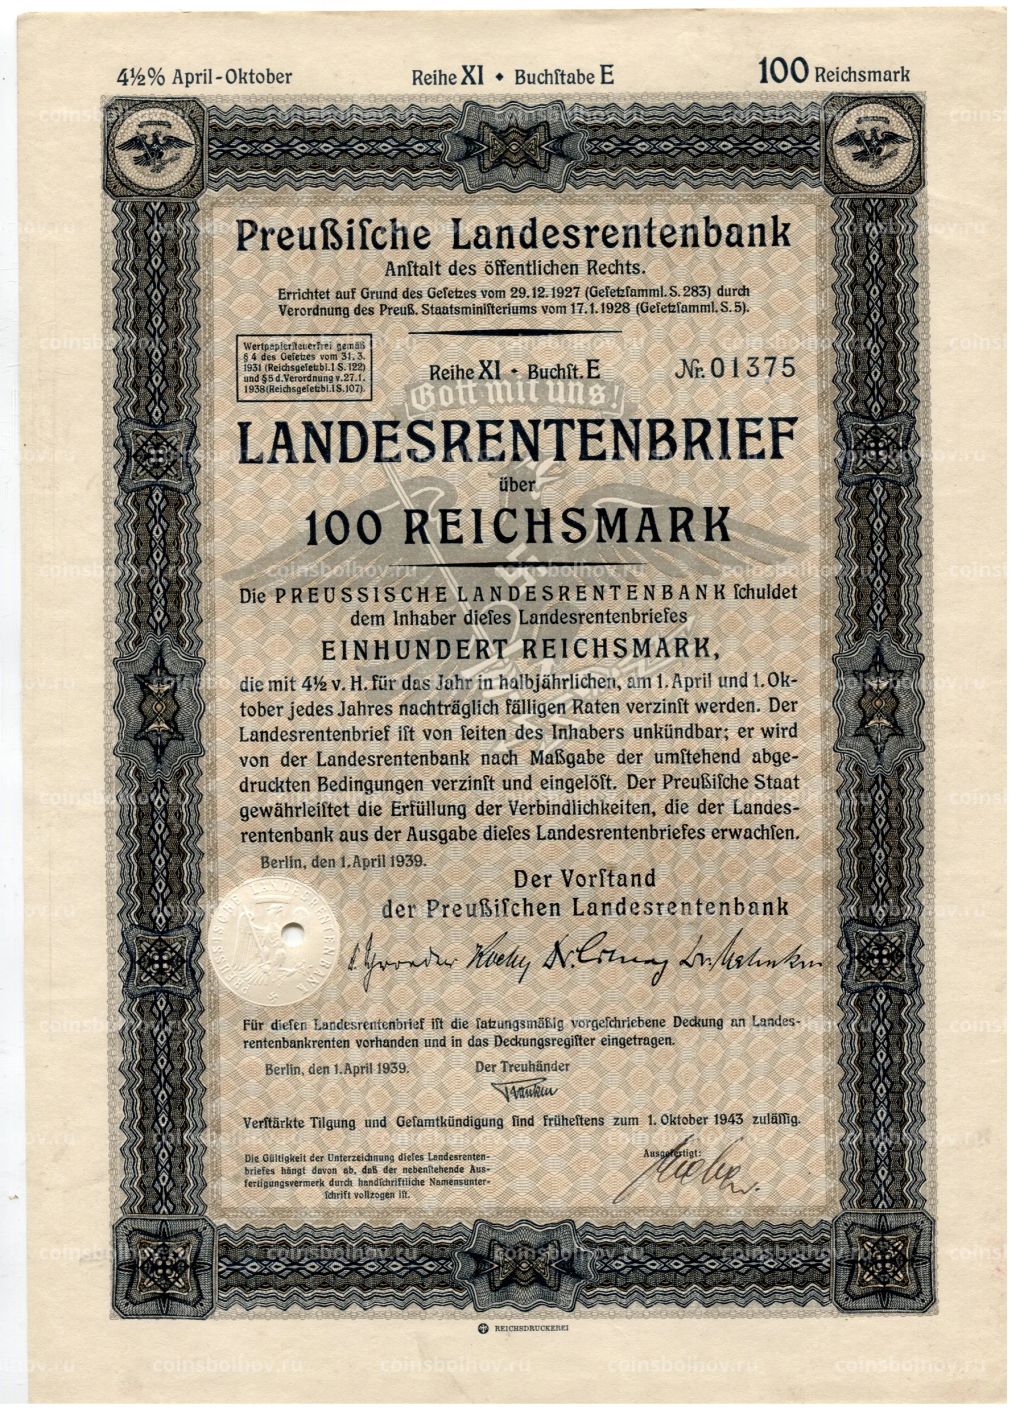 4½% April-Oktober Reihe XI • Buchſtabe E 100 Reichsmark
Preußiſche Landesrentenbank
Anſtalt des öffentlichen Rechts.
Errichtet auf Grund des Geſetzes vom 29.12.1927 (Geſetzſamml. S. 283) durch
Verordnung des Preuß. Staatsminiſteriums vom 17.1.1928 (Geſetzſamml. S. 5).
Wertpapierſteuerfrei gemäß
§ 4 des Geſetzes vom 31. 3.
1931 (Reichsgeſetzbl. I S. 122)
und § 5 d. Verordnung v. 27. 1.
1938 (Reichsgeſetzbl. I S. 107).
Reihe XI • Buchſt. E Nr. 01375
Gott mit uns!
LANDESRENTENBRIEF
über
100 REICHSMARK
Die PREUSSISCHE LANDESRENTENBANK ſchuldet
dem Inhaber dieſes Landesrentenbriefes
EINHUNDERT REICHSMARK,
die mit 4½ v. H. für das Jahr in halbjährlichen, am 1. April und 1. Ok-
tober jedes Jahres nachträglich fälligen Raten verzinſt werden. Der
Landesrentenbrief iſt von ſeiten des Inhabers unkündbar; er wird
von der Landesrentenbank nach Maßgabe der umſtehend abge-
druckten Bedingungen verzinſt und eingelöſt. Der Preußiſche Staat
gewährleiſtet die Erfüllung der Verbindlichkeiten, die der Landes-
rentenbank aus der Ausgabe dieſes Landesrentenbriefes erwachſen.
Berlin, den 1. April 1939.
Der Vorſtand
der Preußiſchen Landesrentenbank
PREUSSISCHE LANDESRENTENBANK
Für dieſen Landesrentenbrief iſt die ſatzungsmäßig vorgeſchriebene Deckung an Landes-
rentenbankrenten vorhanden und in das Deckungsregiſter eingetragen.
Berlin, den 1. April 1939. Der Treuhänder
Verſtärkte Tilgung und Geſamtkündigung ſind früheſtens zum 1. Oktober 1943 zuläſſig.
Die Gültigkeit der Unterzeichnung dieſes Landesrenten-
briefes hängt davon ab, daß der nebenſtehende Aus-
fertigungsvermerk durch handſchriftliche Namensunter-
ſchrift vollzogen iſt.
Ausgefertigt:
REICHSDRUCKEREI
coinsbolhov.ru